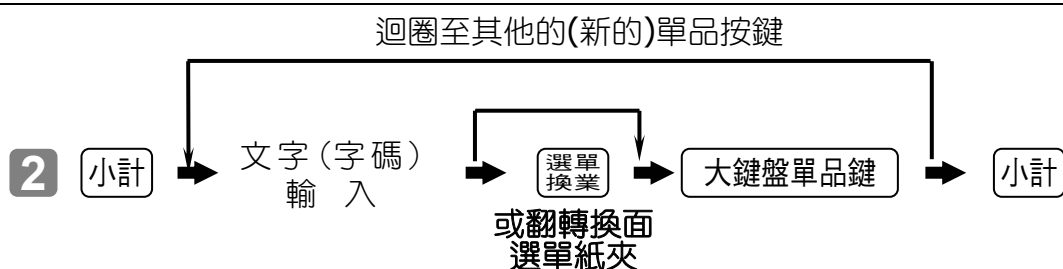 迴圈至其他的(新的)單品按鍵
2 小計 文字(字碼) 輸 入 選單換業 大鍵盤單品鍵 小計
或翻轉換面
選單紙夾